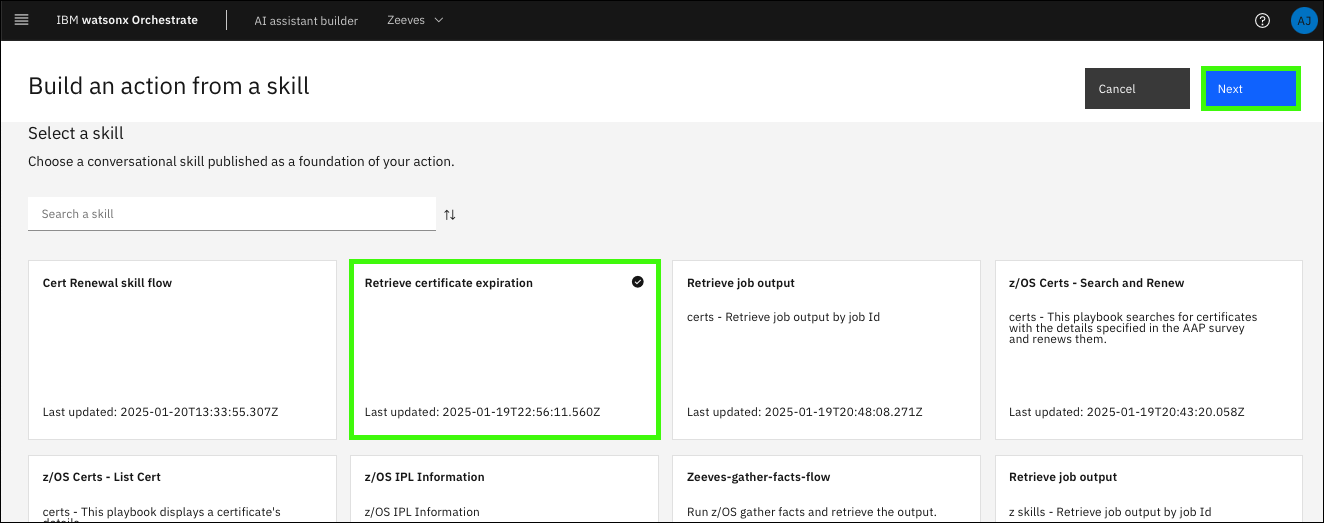 IBM watsonx Orchestrate
AI assistant builder
Zeeves
AJ
Build an action from a skill
Cancel
Next
Select a skill
Choose a conversational skill published as a foundation of your action.
Search a skill
Cert Renewal skill flow
Last updated: 2025-01-20T13:33:55.307Z
Retrieve certificate expiration
Last updated: 2025-01-19T22:56:11.560Z
Retrieve job output
certs - Retrieve job output by job Id
Last updated: 2025-01-19T20:48:08.271Z
z/OS Certs - Search and Renew
certs - This playbook searches for certificates
with the details specified in the AAP survey
and renews them.
Last updated: 2025-01-19T20:43:20.058Z
z/OS Certs - List Cert
certs - This playbook displays a certificate's
details
z/OS IPL Information
z/OS IPL Information
Zeeves-gather-facts-flow
Run z/OS gather facts and retrieve the output.
Retrieve job output
z skills - Retrieve job output by job Id